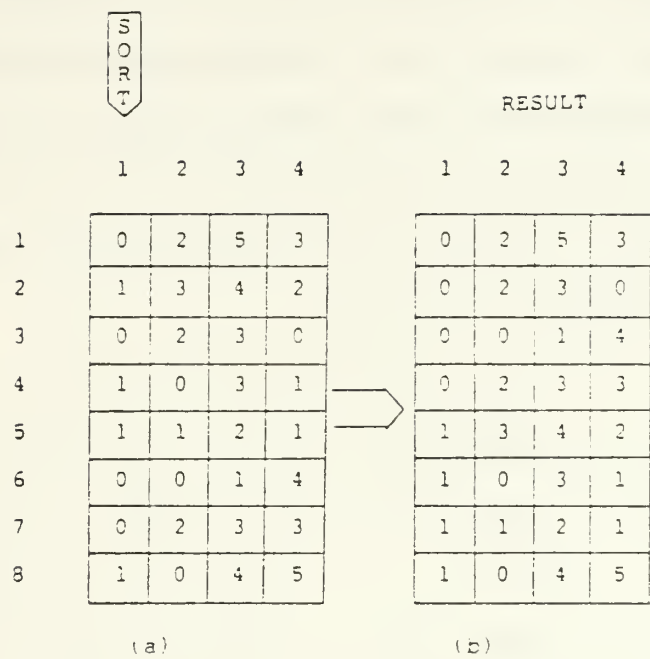 SORT
RESULT
1 2 3 4 1 2 3 4
1 0 2 5 3 0 2 5 3
2 1 3 4 2 0 2 3 0
3 0 2 3 0 0 0 1 4
4 1 0 3 1 0 2 3 3
5 1 1 2 1 1 3 4 2
6 0 0 1 4 1 0 3 1
7 0 2 3 3 1 1 2 1
8 1 0 4 5 1 0 4 5
(a) (b)